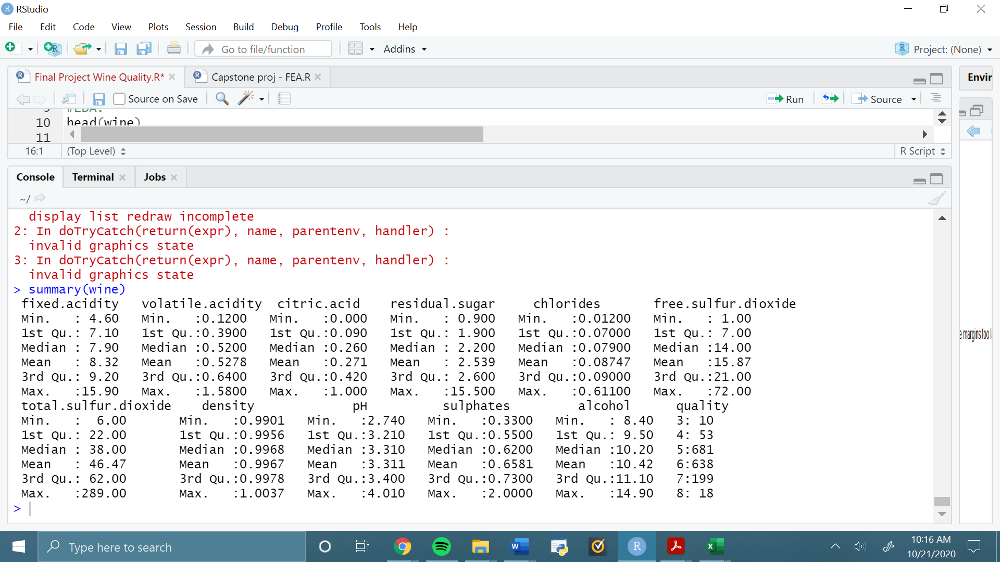 RStudio
File Edit Code View Plots Session Build Debug Profile Tools Help
Go to file/function Addins Project: (None)
Final Project Wine Quality.R* Capstone proj - FEA.R Envir
Source on Save Run Source
#EDA:
10 head(wine)
11
16:1 (Top Level) R Script
Console Terminal Jobs
~/
display list redraw incomplete
2: In doTryCatch(return(expr), name, parentenv, handler) :
invalid graphics state
3: In doTryCatch(return(expr), name, parentenv, handler) :
invalid graphics state
> summary(wine)
fixed.acidity volatile.acidity citric.acid residual.sugar chlorides free.sulfur.dioxide
Min. : 4.60 Min. :0.1200 Min. :0.000 Min. : 0.900 Min. :0.01200 Min. : 1.00
1st Qu.: 7.10 1st Qu.:0.3900 1st Qu.:0.090 1st Qu.: 1.900 1st Qu.:0.07000 1st Qu.: 7.00
Median : 7.90 Median :0.5200 Median :0.260 Median : 2.200 Median :0.07900 Median :14.00
Mean : 8.32 Mean :0.5278 Mean :0.271 Mean : 2.539 Mean :0.08747 Mean :15.87
3rd Qu.: 9.20 3rd Qu.:0.6400 3rd Qu.:0.420 3rd Qu.: 2.600 3rd Qu.:0.09000 3rd Qu.:21.00
Max. :15.90 Max. :1.5800 Max. :1.000 Max. :15.500 Max. :0.61100 Max. :72.00
total.sulfur.dioxide density pH sulphates alcohol quality
Min. : 6.00 Min. :0.9901 Min. :2.740 Min. :0.3300 Min. : 8.40 3: 10
1st Qu.: 22.00 1st Qu.:0.9956 1st Qu.:3.210 1st Qu.:0.5500 1st Qu.: 9.50 4: 53
Median : 38.00 Median :0.9968 Median :3.310 Median :0.6200 Median :10.20 5:681
Mean : 46.47 Mean :0.9967 Mean :3.311 Mean :0.6581 Mean :10.42 6:638
3rd Qu.: 62.00 3rd Qu.:0.9978 3rd Qu.:3.400 3rd Qu.:0.7300 3rd Qu.:11.10 7:199
Max. :289.00 Max. :1.0037 Max. :4.010 Max. :2.0000 Max. :14.90 8: 18
>
e margins too l
Type here to search
10:16 AM
10/21/2020